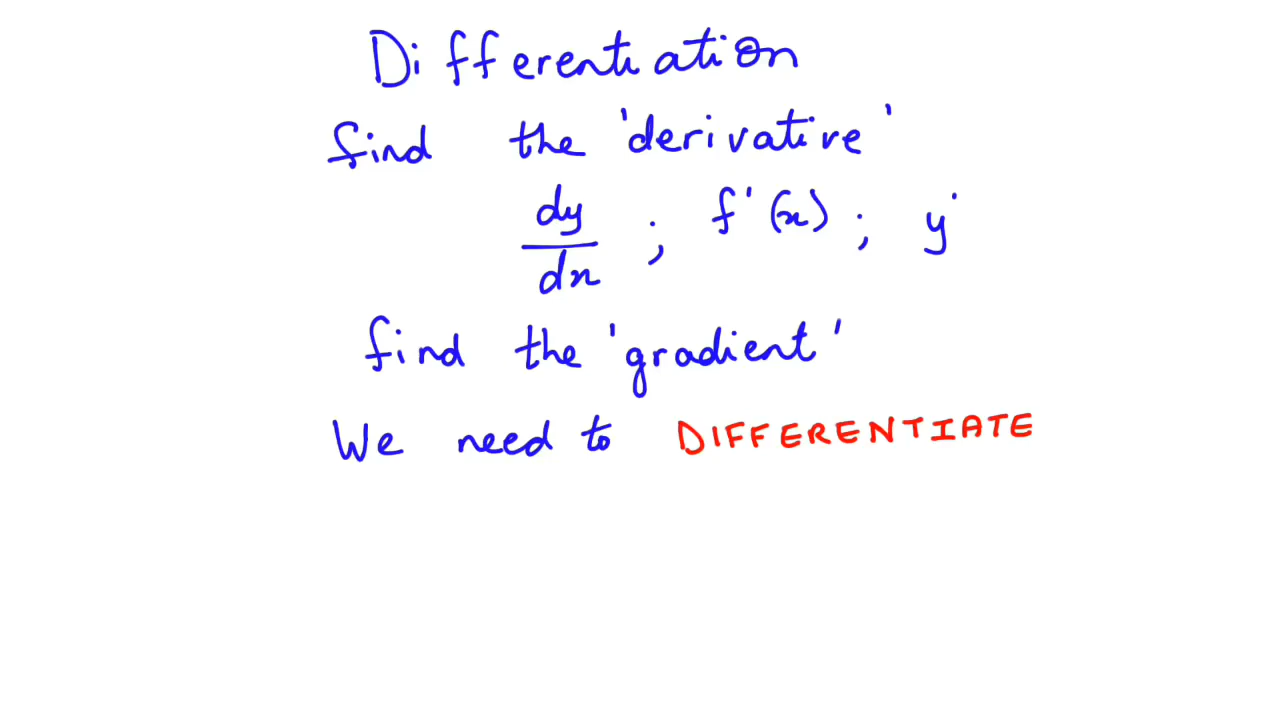 Differentiation
find the 'derivative'
dy/dx ; f'(x) ; y'
find the 'gradient'
We need to DIFFERENTIATE